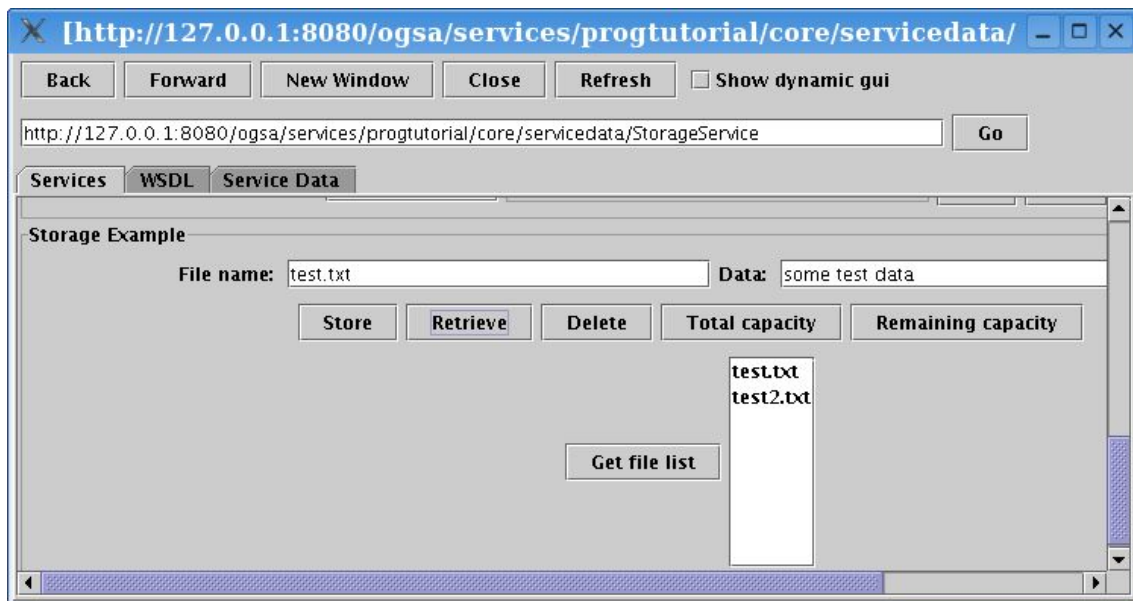 [http://127.0.0.1:8080/ogsa/services/progtutorial/core/servicedata/
Back Forward New Window Close Refresh Show dynamic gui
http://127.0.0.1:8080/ogsa/services/progtutorial/core/servicedata/StorageService Go
Services WSDL Service Data
Storage Example
File name: test.txt Data: some test data
Store Retrieve Delete Total capacity Remaining capacity
test.txt
test2.txt
Get file list